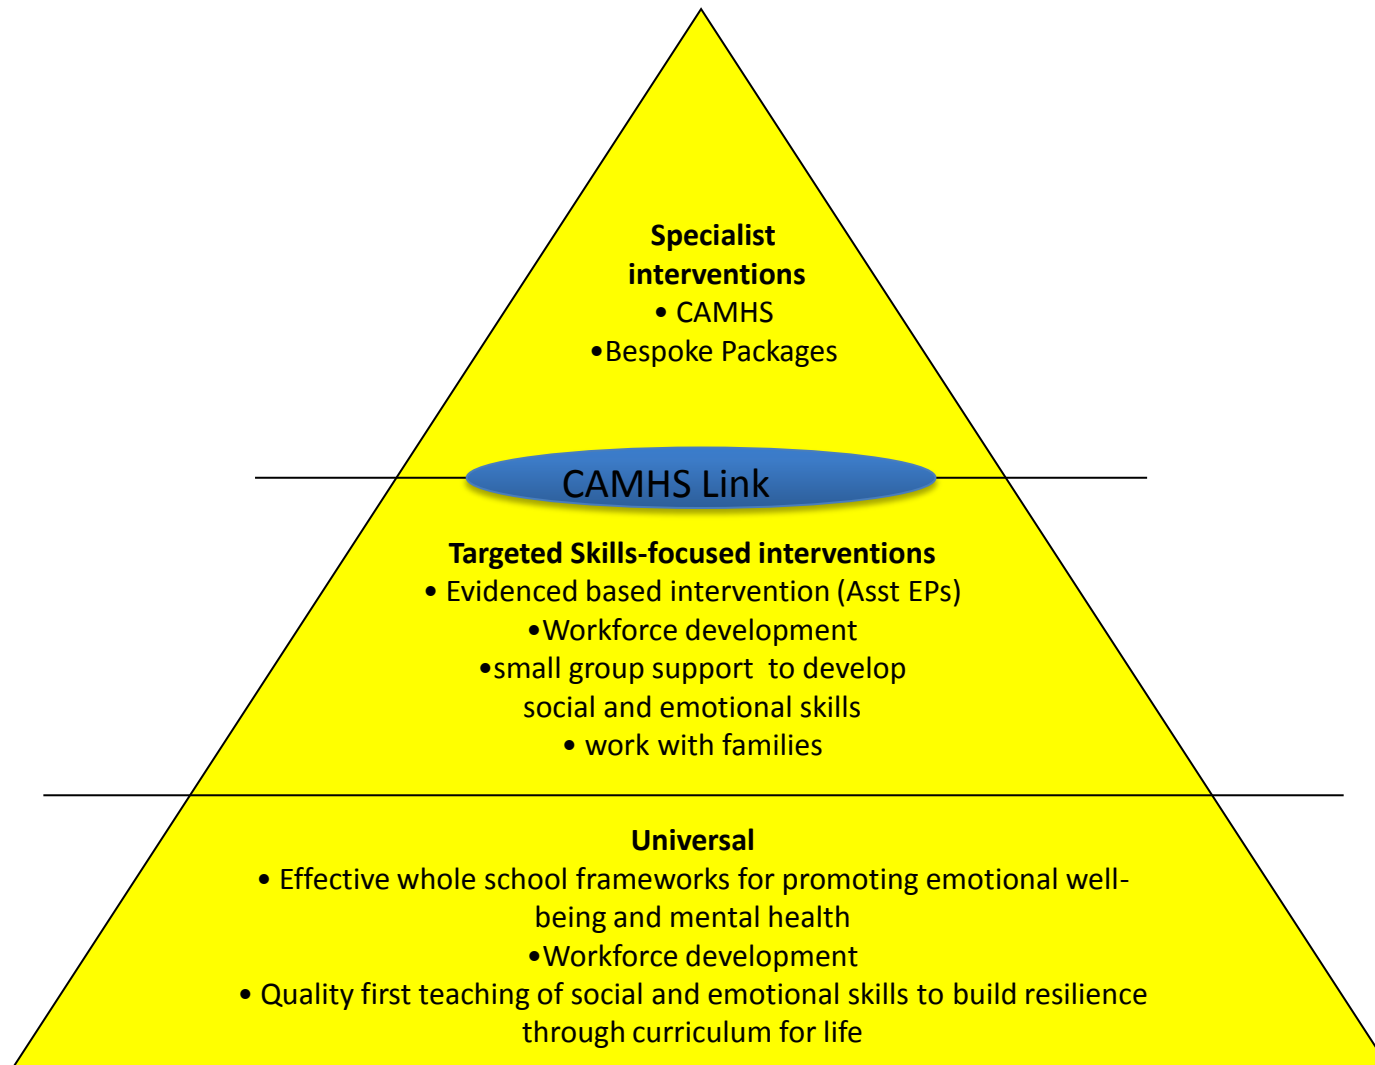 Specialist
interventions
• CAMHS
•Bespoke Packages
CAMHS Link
Targeted Skills-focused interventions
• Evidenced based intervention (Asst EPs)
•Workforce development
•small group support  to develop
social and emotional skills
• work with families
Universal
• Effective whole school frameworks for promoting emotional well-
being and mental health
•Workforce development
• Quality first teaching of social and emotional skills to build resilience
through curriculum for life